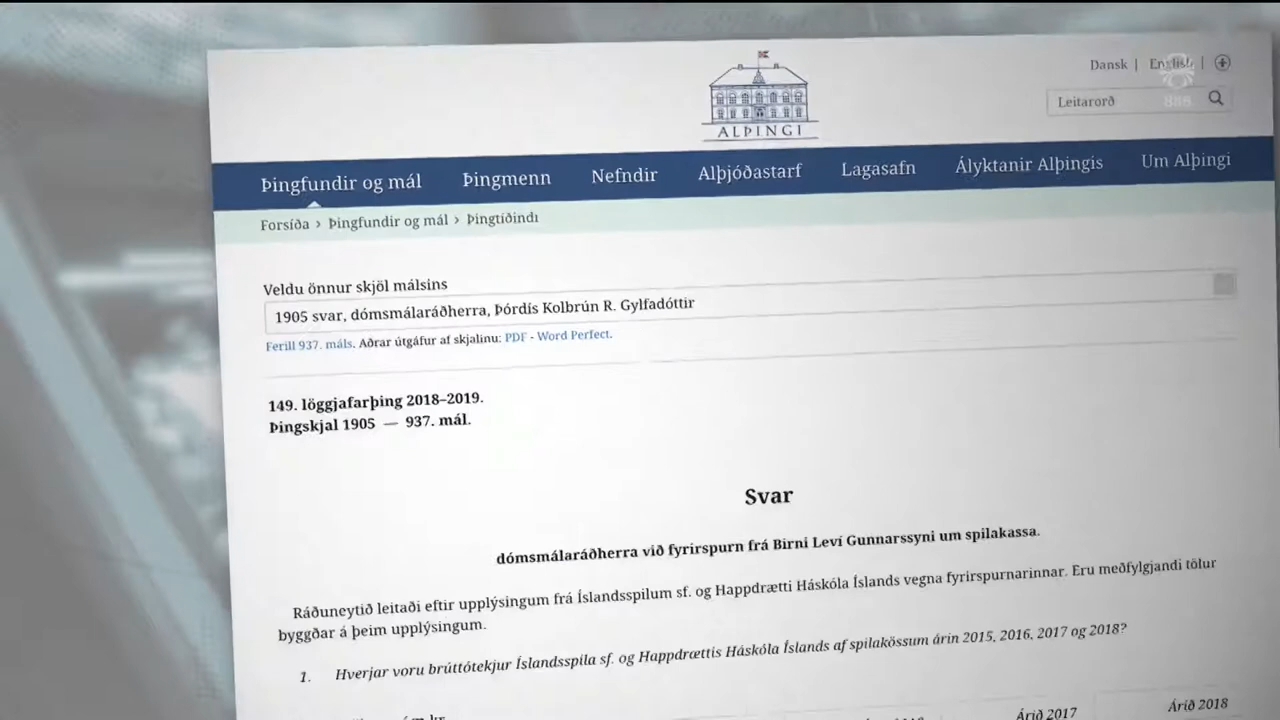 Dansk | English |
ALÞINGI
Leitarorð
888
Þingfundir og mál Þingmenn Nefndir Alþjóðastarf Lagasafn Ályktanir Alþingis Um Alþingi
Forsíða › Þingfundir og mál › Þingtíðindi
Veldu önnur skjöl málsins
1905 svar, dómsmálaráðherra, Þórdís Kolbrún R. Gylfadóttir
Ferill 937. máls. Aðrar útgáfur af skjalinu: PDF - Word Perfect.
149. löggjafarþing 2018–2019.
Þingskjal 1905 — 937. mál.
Svar
dómsmálaráðherra við fyrirspurn frá Birni Leví Gunnarssyni um spilakassa.
Ráðuneytið leitaði eftir upplýsingum frá Íslandsspilum sf. og Happdrætti Háskóla Íslands vegna fyrirspurnarinnar. Eru meðfylgjandi tölur
byggðar á þeim upplýsingum.
1. Hverjar voru brúttótekjur Íslandsspila sf. og Happdrættis Háskóla Íslands af spilakössum árin 2015, 2016, 2017 og 2018?
Árið 2017 Árið 2018